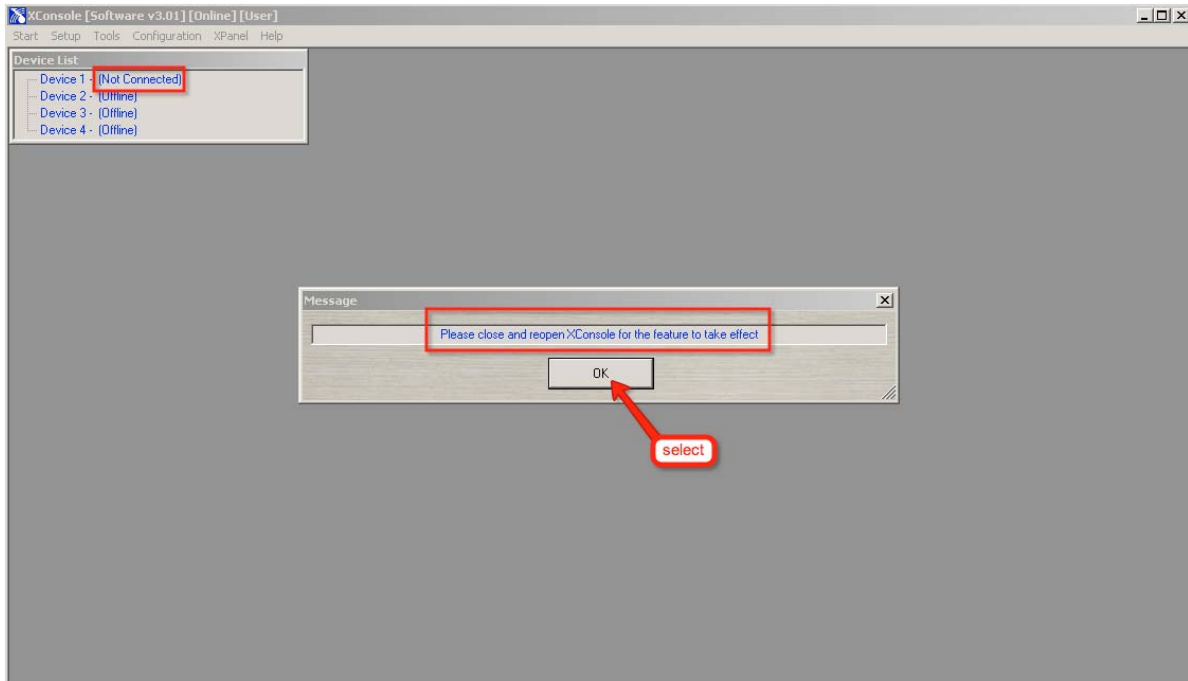 XConsole [Software v3.01] [Online] [User]
Start Setup Tools Configuration XPanel Help
Device List
Device 1 - (Not Connected)
Device 2 - (Offline)
Device 3 - (Offline)
Device 4 - (Offline)
Message
Please close and reopen XConsole for the feature to take effect
OK
select